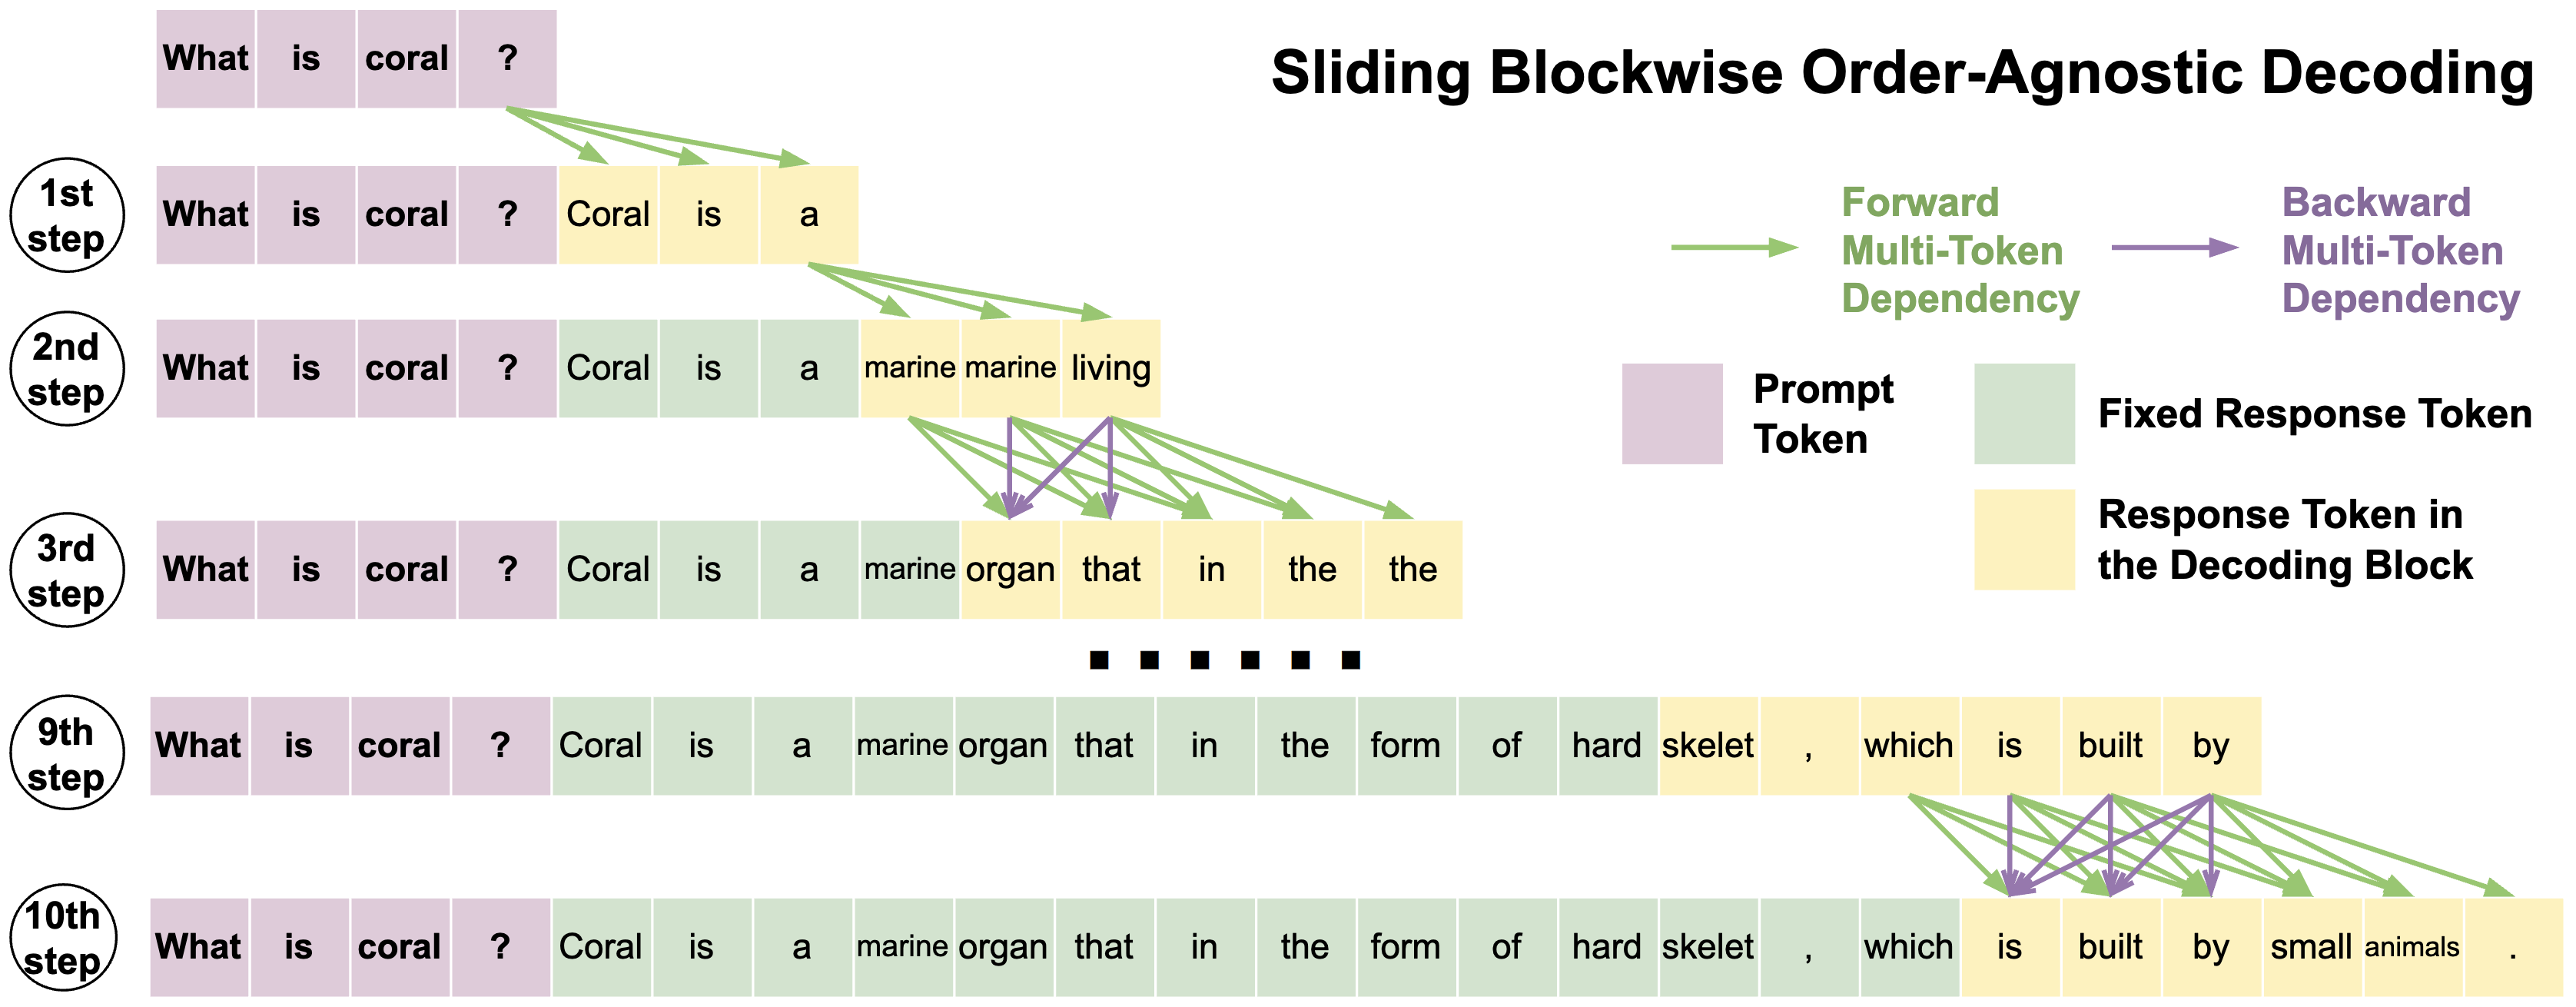 What is coral ?
Sliding Blockwise Order-Agnostic Decoding
1st
step
What is coral ? Coral is a
Forward
Multi-Token
Dependency
Backward
Multi-Token
Dependency
2nd
step
What is coral ? Coral is a marine marine living
Prompt
Token
Fixed Response Token
Response Token in
the Decoding Block
3rd
step
What is coral ? Coral is a marine organ that in the the
9th
step
What is coral ? Coral is a marine organ that in the form of hard skelet , which is built by
10th
step
What is coral ? Coral is a marine organ that in the form of hard skelet , which is built by small animals .